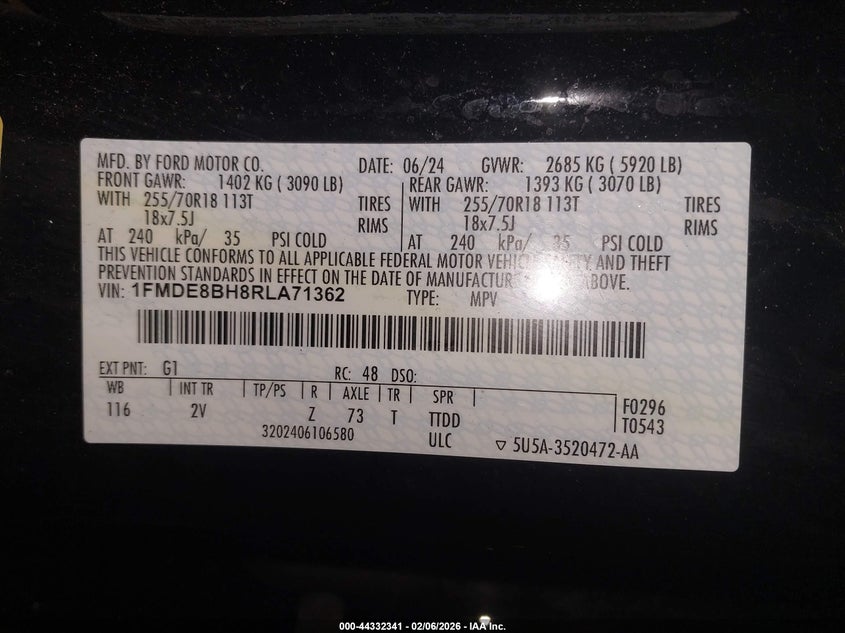 MFD. BY FORD MOTOR CO. DATE: 06/24 GVWR: 2685 KG ( 5920 LB)
FRONT GAWR: 1402 KG ( 3090 LB) REAR GAWR: 1393 KG ( 3070 LB)
WITH 255/70R18 113T TIRES WITH 255/70R18 113T TIRES
18x7.5J RIMS 18x7.5J RIMS
AT 240 kPa/ 35 PSI COLD AT 240 kPa/ 35 PSI COLD
THIS VEHICLE CONFORMS TO ALL APPLICABLE FEDERAL MOTOR VEHICLE SAFETY AND THEFT
PREVENTION STANDARDS IN EFFECT ON THE DATE OF MANUFACTURE ABOVE.
VIN: 1FMDE8BH8RLA71362 TYPE: MPV
EXT PNT: G1 RC: 48 DSO:
WB INT TR TP/PS R AXLE TR SPR
116 2V Z 73 T TTDD F0296
T0543
3202406106580 ULC 5U5A-3520472-AA
000-44332341 - 02/06/2026 - IAA Inc.